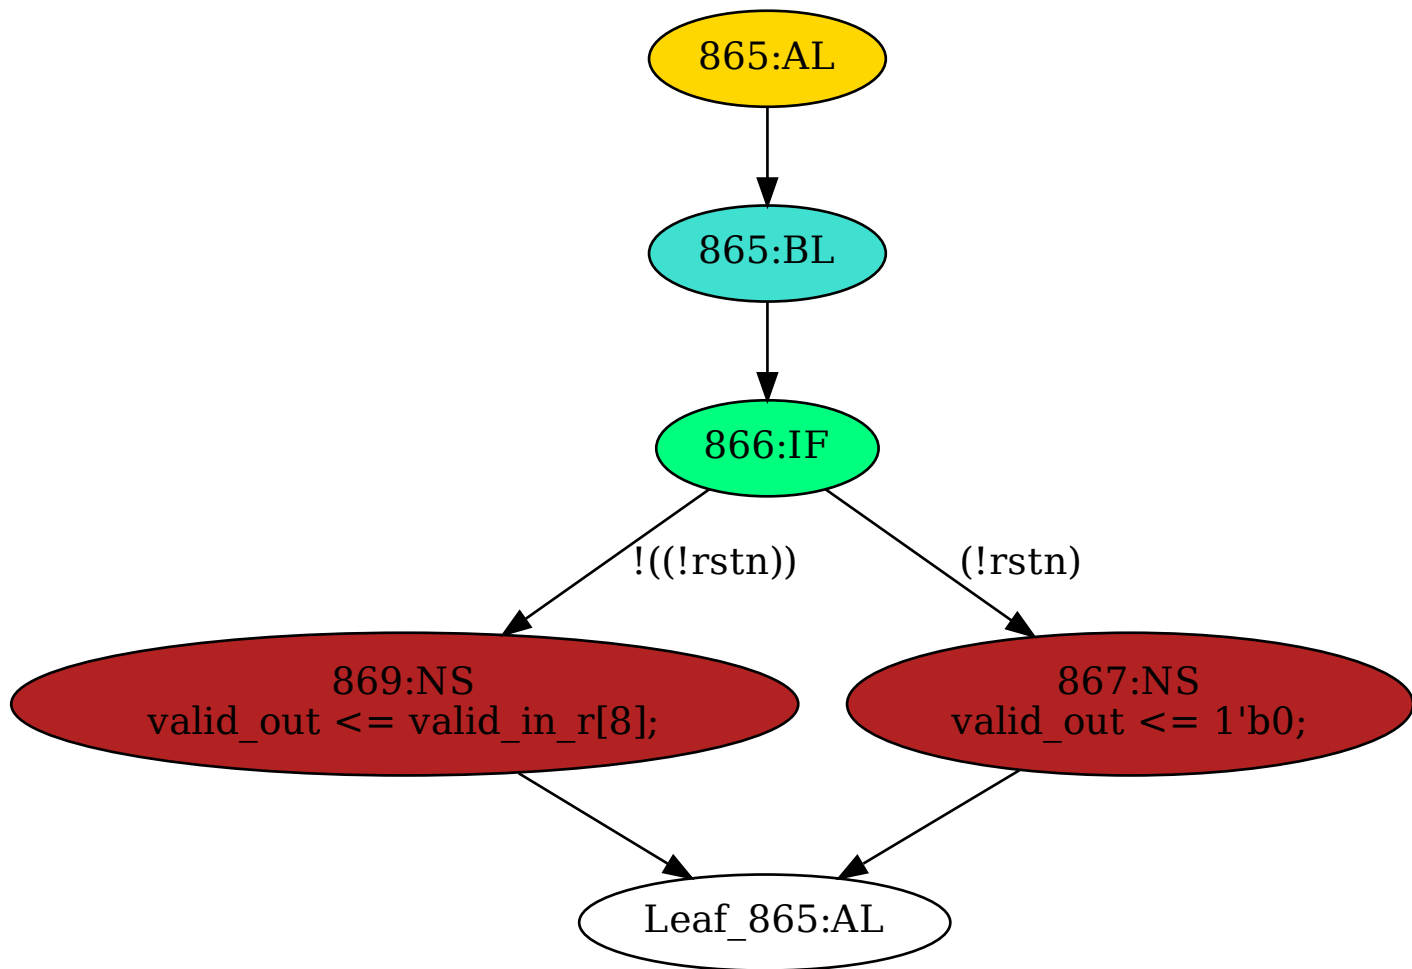 865:AL
865:BL
866:IF
!((!rstn))
(!rstn)
869:NS
valid_out <= valid_in_r[8];
867:NS
valid_out <= 1'b0;
Leaf_865:AL